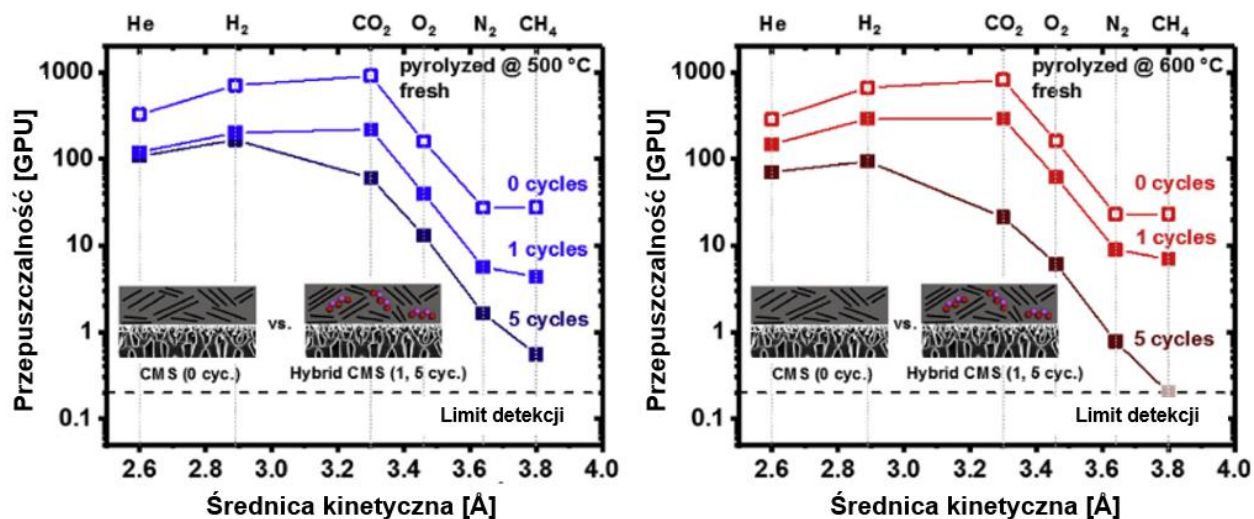 He H₂ CO₂ O₂ N₂ CH₄
pyrolyzed @ 500 °C
fresh
1000
100
10
1
0.1
Przepuszczalność [GPU]
0 cycles
1 cycles
5 cycles
vs.
CMS (0 cyc.)
Hybrid CMS (1, 5 cyc.)
Limit detekcji
2.6 2.8 3.0 3.2 3.4 3.6 3.8 4.0
Średnica kinetyczna [Å]
He H₂ CO₂ O₂ N₂ CH₄
pyrolyzed @ 600 °C
fresh
1000
100
10
1
0.1
Przepuszczalność [GPU]
0 cycles
1 cycles
5 cycles
vs.
CMS (0 cyc.)
Hybrid CMS (1, 5 cyc.)
Limit detekcji
2.6 2.8 3.0 3.2 3.4 3.6 3.8 4.0
Średnica kinetyczna [Å]